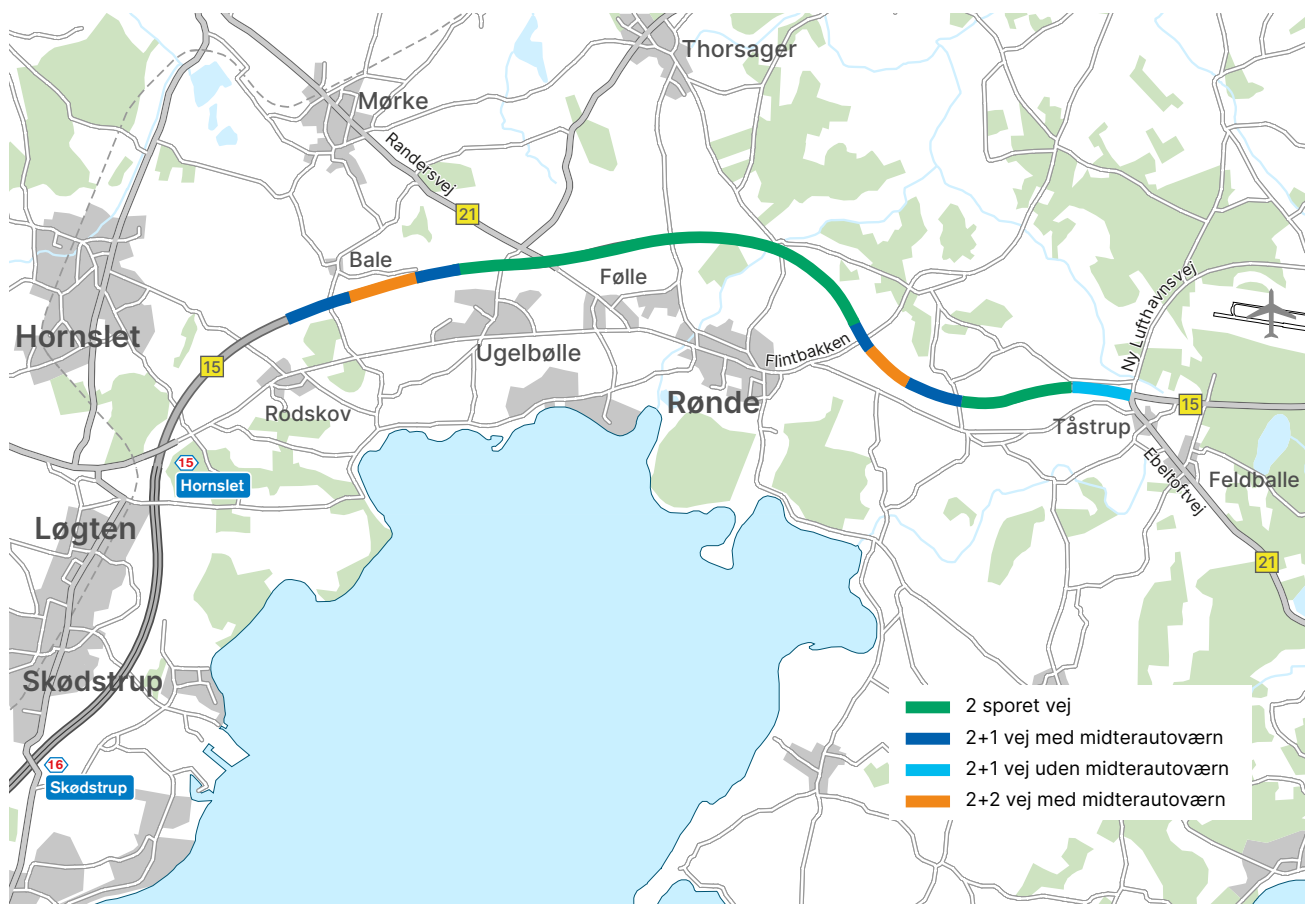 Thorsager
Mørke
Randersvej
21
Bale
Følle
Ny Lufthavnsvej
Hornslet
15
Ugelbølle
Flintbakken
Rodskov
Rønde
15
Tåstrup
15
Hornslet
Ebeltoftvej
Feldballe
Løgten
21
Skødstrup
16
Skødstrup
2 sporet vej
2+1 vej med midterautoværn
2+1 vej uden midterautoværn
2+2 vej med midterautoværn